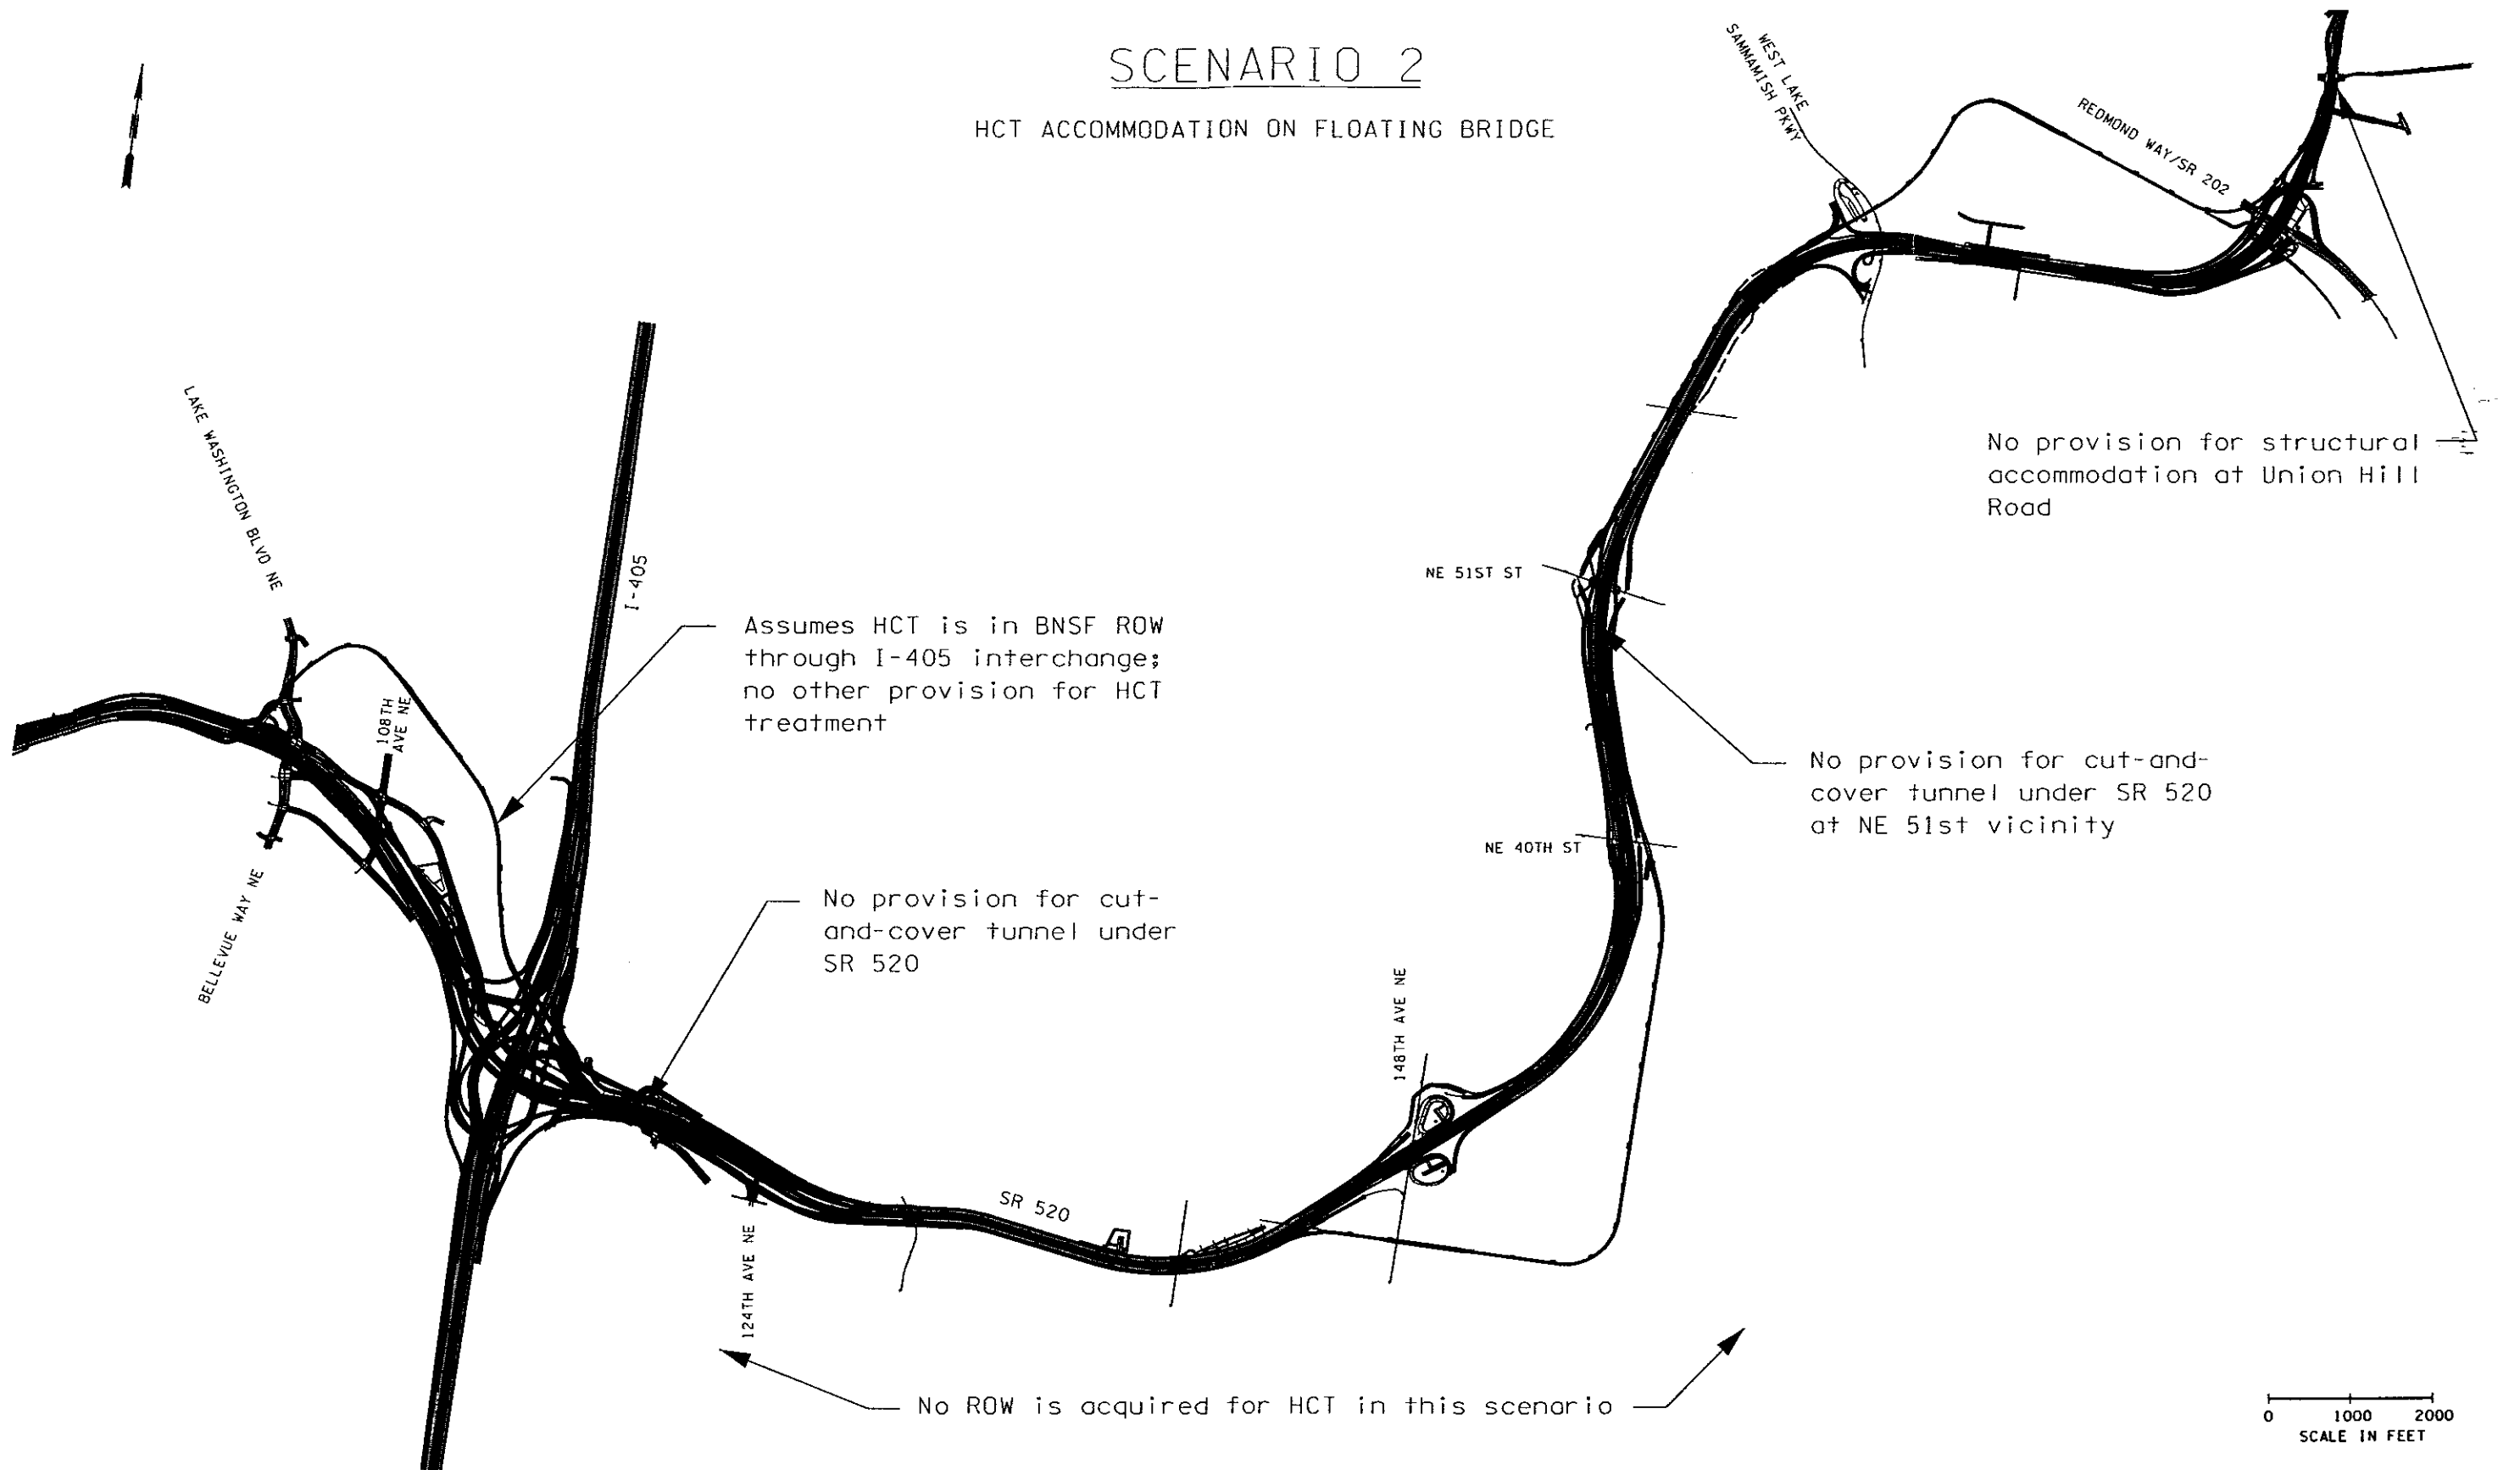 SCENARIO 2
HCT ACCOMMODATION ON FLOATING BRIDGE
WEST LAKE
SAMMAMISH PKWY
REDMOND WAY/SR 202
LAKE WASHINGTON BLVD NE
I-405
No provision for structural
accommodation at Union Hill
Road
NE 51ST ST
Assumes HCT is in BNSF ROW
through I-405 interchange;
no other provision for HCT
treatment
108TH
AVE NE
No provision for cut-and-
cover tunnel under SR 520
at NE 51st vicinity
NE 40TH ST
BELLEVUE WAY NE
No provision for cut-
and-cover tunnel under
SR 520
148TH AVE NE
SR 520
124TH AVE NE
No ROW is acquired for HCT in this scenario
0 1000 2000
SCALE IN FEET